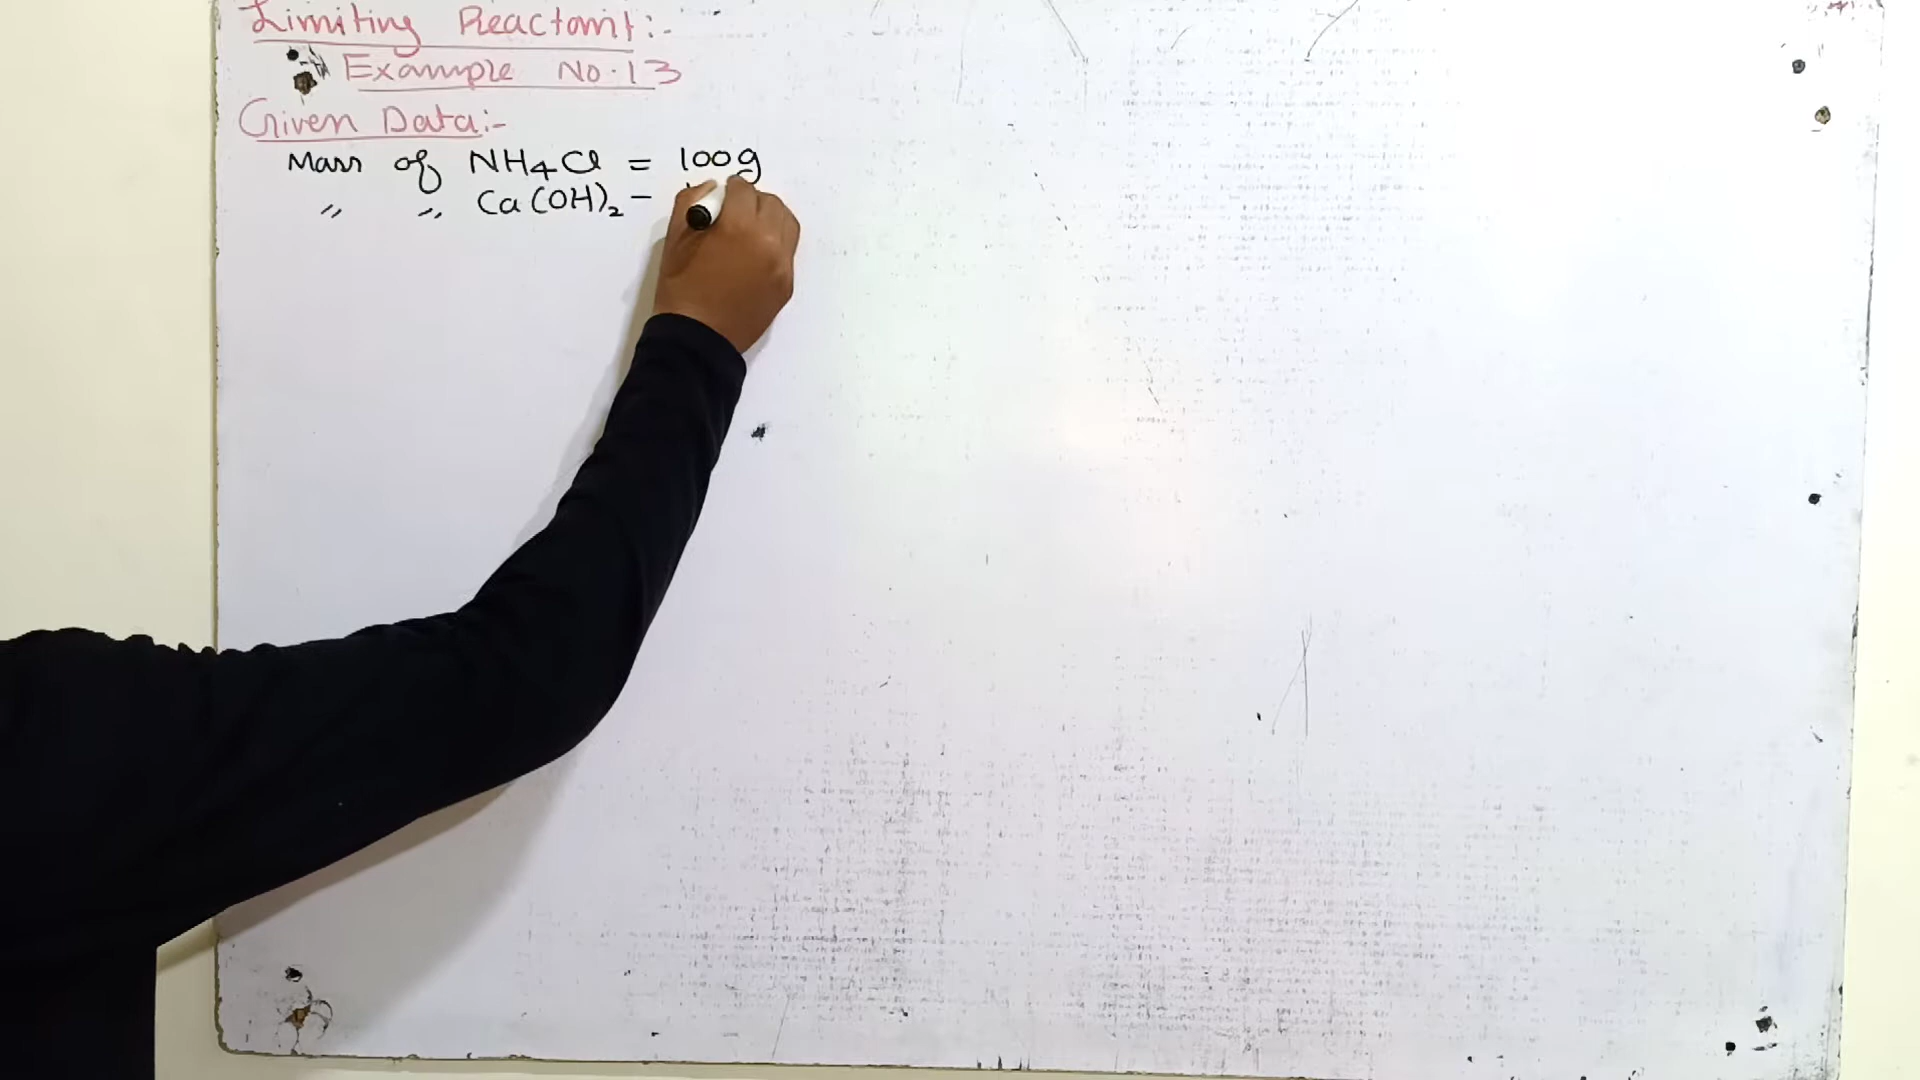 Limiting Reactant:-
Example No.13
Given Data:-
Mass of NH4Cl = 100g
" " Ca(OH)2 -